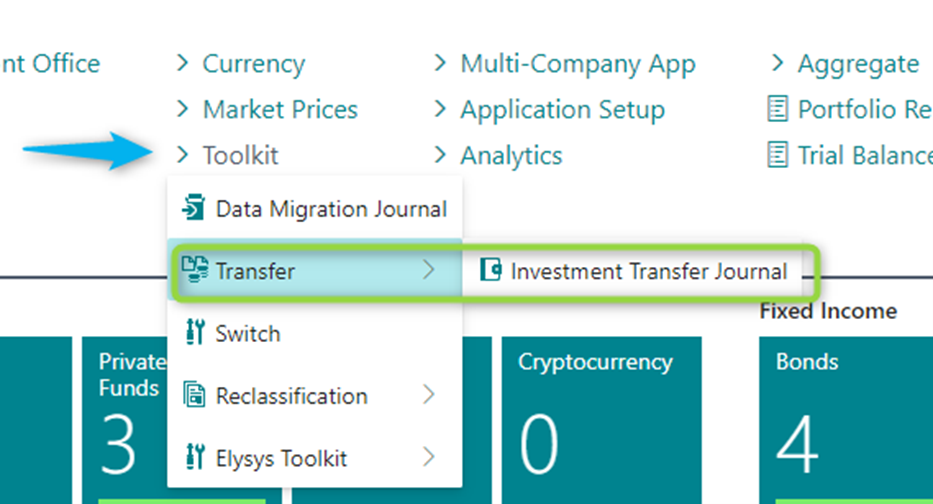 nt Office
Currency
Multi-Company App
Aggregate
Market Prices
Application Setup
Portfolio Re
Toolkit
Analytics
Trial Balance
Data Migration Journal
Transfer
Investment Transfer Journal
Switch
Reclassification
Elysys Toolkit
Fixed Income
Private
Funds
3
Cryptocurrency
0
Bonds
4